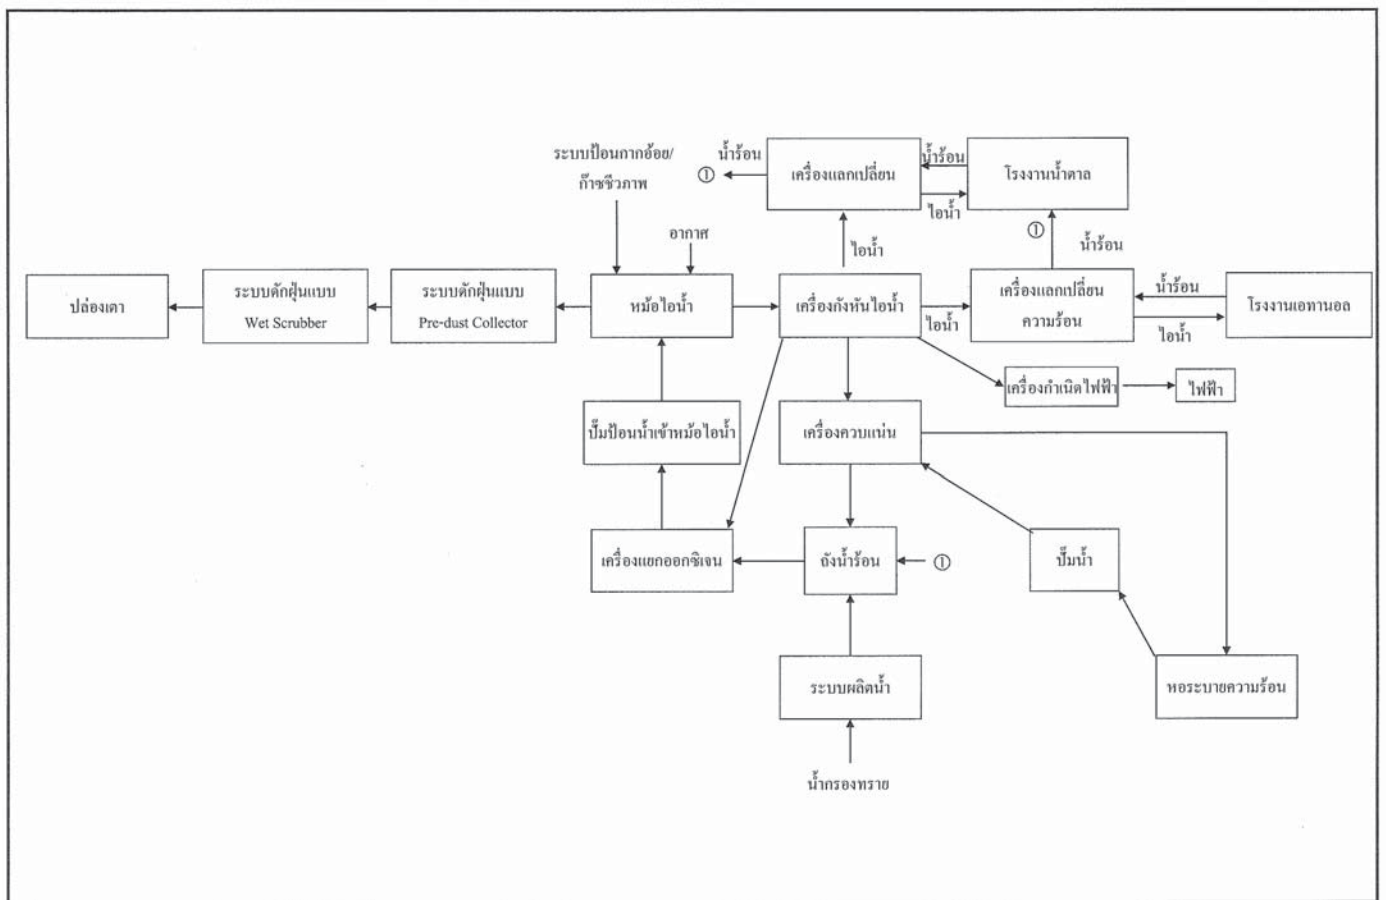 ระบบป้อนกากอ้อย/
ก๊าซชีวภาพ
อากาศ
①
น้ำร้อน
เครื่องแลกเปลี่ยน
น้ำร้อน
ไอน้ำ
โรงงานน้ำตาล
ไอน้ำ
①
น้ำร้อน
ปล่องเตา
ระบบดักฝุ่นแบบ
Wet Scrubber
ระบบดักฝุ่นแบบ
Pre-dust Collector
หม้อไอน้ำ
เครื่องกังหันไอน้ำ
ไอน้ำ
เครื่องแลกเปลี่ยน
ความร้อน
น้ำร้อน
ไอน้ำ
โรงงานเอทานอล
เครื่องกำเนิดไฟฟ้า
ไฟฟ้า
ปั๊มป้อนน้ำเข้าหม้อไอน้ำ
เครื่องควบแน่น
เครื่องแยกออกซิเจน
ถังน้ำร้อน
①
ปั๊มน้ำ
ระบบผลิตน้ำ
หอระบายความร้อน
น้ำกรองทราย